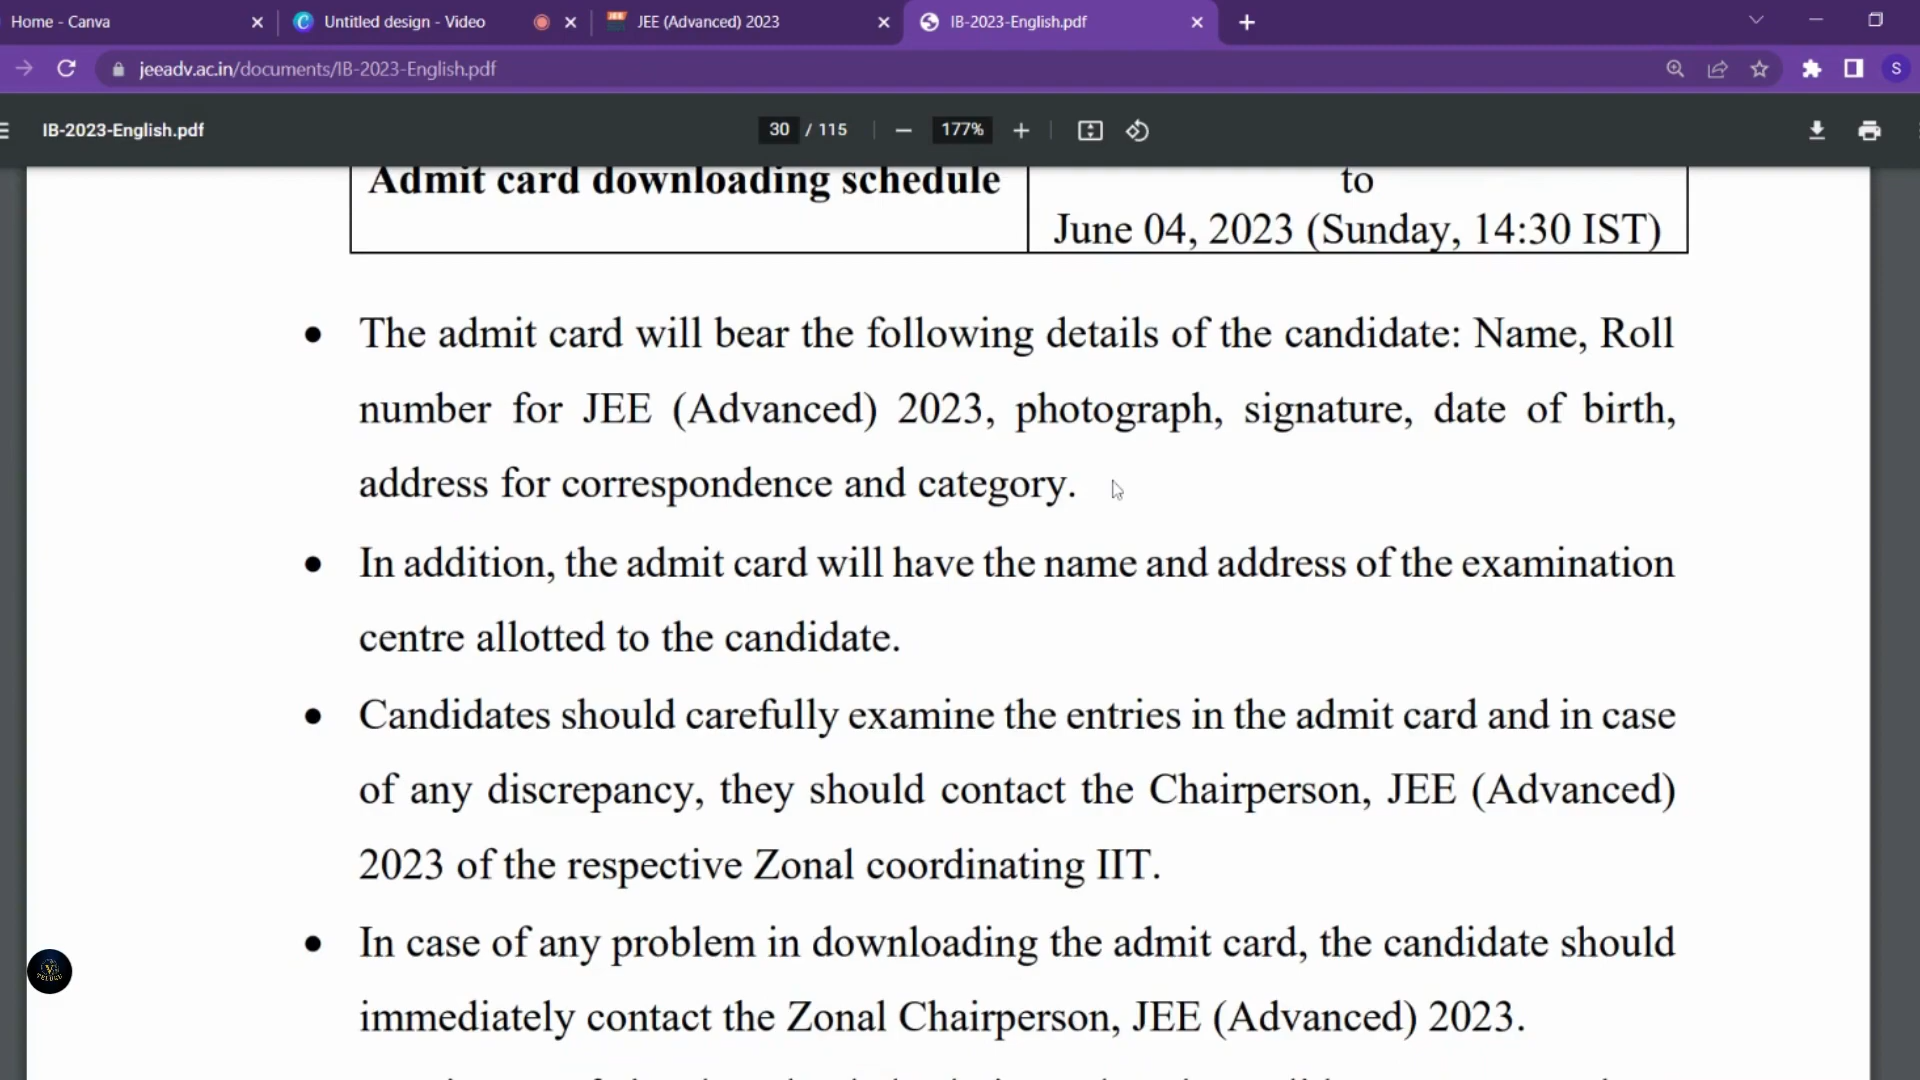 Home - Canva
Untitled design - Video
JEE (Advanced) 2023
IB-2023-English.pdf
jeeadv.ac.in/documents/IB-2023-English.pdf
S
IB-2023-English.pdf
30 / 115
177%
Admit card downloading schedule
to
June 04, 2023 (Sunday, 14:30 IST)
• The admit card will bear the following details of the candidate: Name, Roll
number for JEE (Advanced) 2023, photograph, signature, date of birth,
address for correspondence and category.
• In addition, the admit card will have the name and address of the examination
centre allotted to the candidate.
• Candidates should carefully examine the entries in the admit card and in case
of any discrepancy, they should contact the Chairperson, JEE (Advanced)
2023 of the respective Zonal coordinating IIT.
• In case of any problem in downloading the admit card, the candidate should
immediately contact the Zonal Chairperson, JEE (Advanced) 2023.